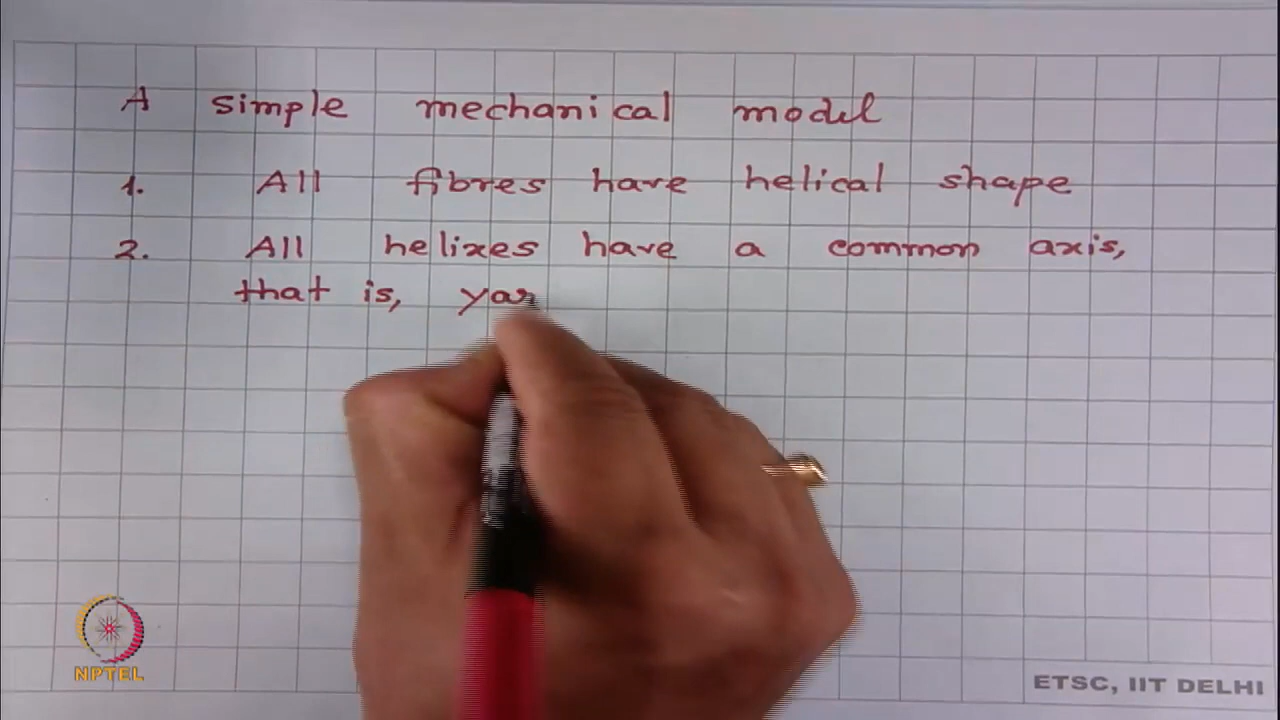 A simple mechanical model
1. All fibres have helical shape
2. All helixes have a common axis,
that is, yar
NPTEL
ETSC, IIT DELHI